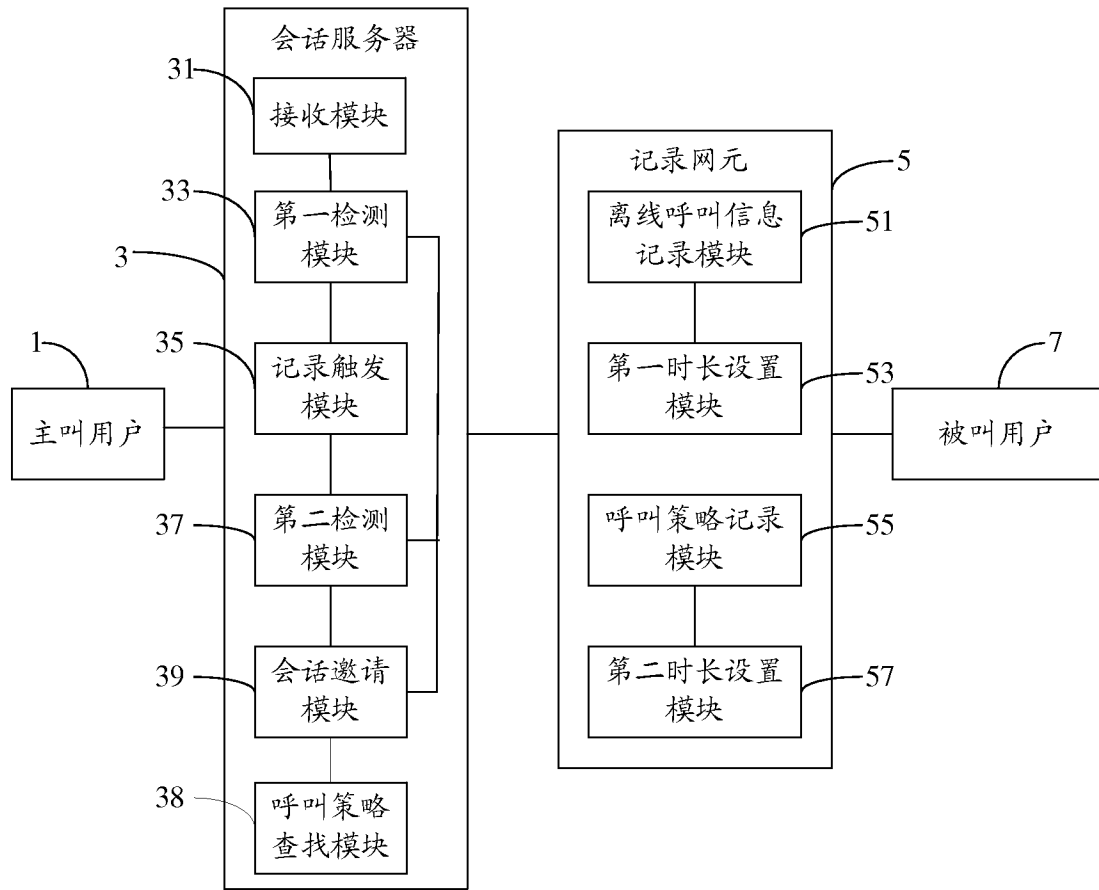 会话服务器
31
接收模块
33
第一检测
模块
3
35
记录触发
模块
1
主叫用户
37
第二检测
模块
39
会话邀请
模块
38
呼叫策略
查找模块
记录网元
5
离线呼叫信息
记录模块
51
第一时长设置
模块
53
呼叫策略记录
模块
55
第二时长设置
模块
57
7
被叫用户